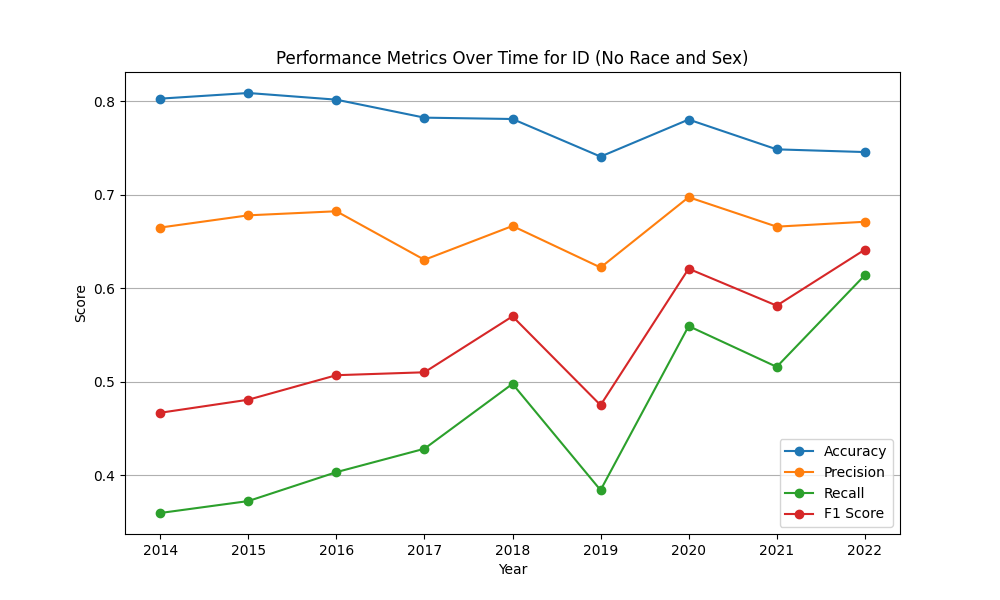 Performance Metrics Over Time for ID (No Race and Sex)
Score
0.8
0.7
0.6
0.5
0.4
Accuracy
Precision
Recall
F1 Score
2014 2015 2016 2017 2018 2019 2020 2021 2022
Year